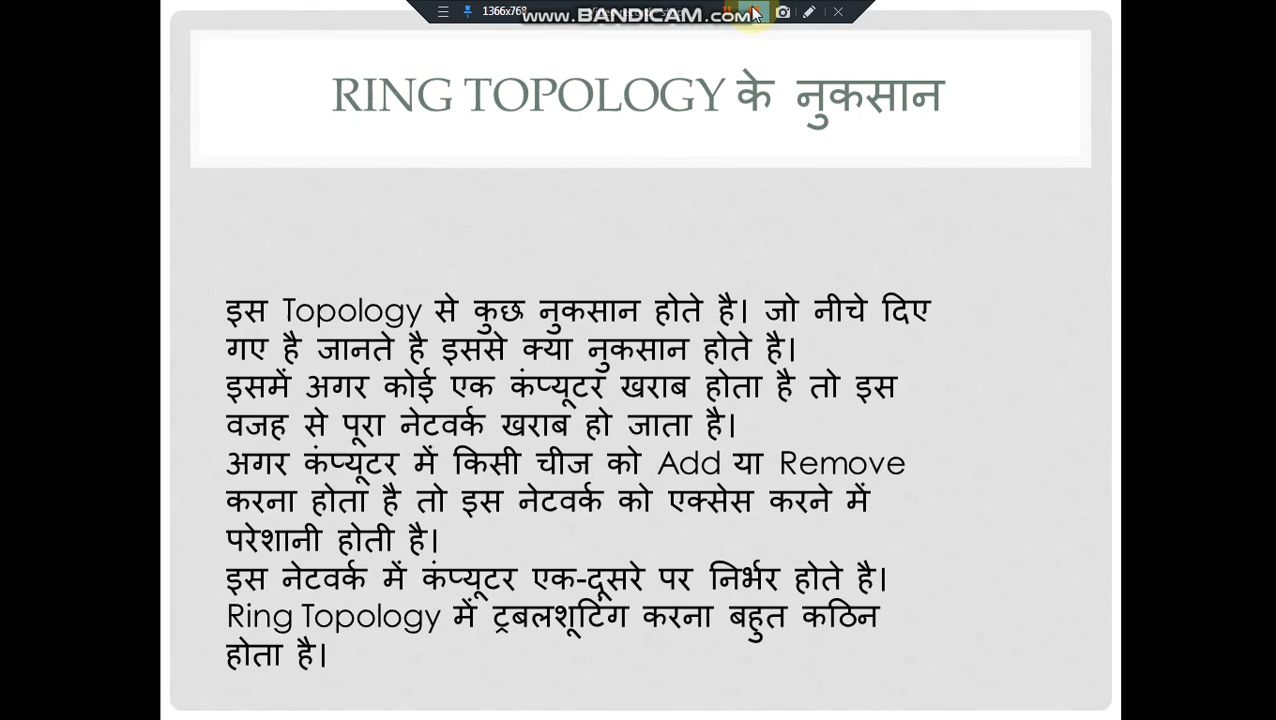 1366x768
www.BANDICAM.com
RING TOPOLOGY के नुकसान
इस Topology से कुछ नुकसान होते है। जो नीचे दिए
गए है जानते है इससे क्या नुकसान होते है।
इसमें अगर कोई एक कंप्यूटर खराब होता है तो इस
वजह से पूरा नेटवर्क खराब हो जाता है।
अगर कंप्यूटर में किसी चीज को Add या Remove
करना होता है तो इस नेटवर्क को एक्सेस करने में
परेशानी होती है।
इस नेटवर्क में कंप्यूटर एक-दूसरे पर निर्भर होते है।
Ring Topology में ट्रबलशूटिंग करना बहुत कठिन
होता है।